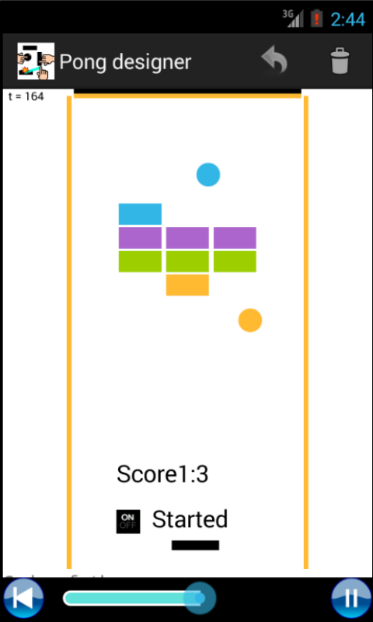 3G 2:44
Pong designer
t = 164
Score1:3
ON
OFF
Started